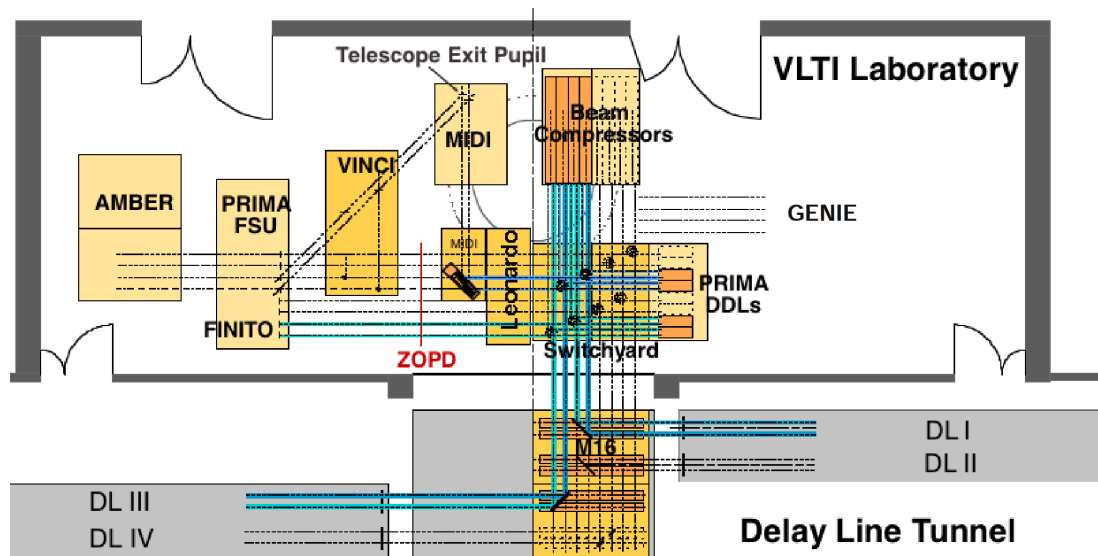 VLTI Laboratory
Telescope Exit Pupil
Beam
Compressors
MIDI
VINCI
AMBER
PRIMA
FSU
GENIE
MIDI
Leonardo
PRIMA
DDLs
FINITO
ZOPD
Switchyard
M16
DL I
DL II
DL III
DL IV
Delay Line Tunnel